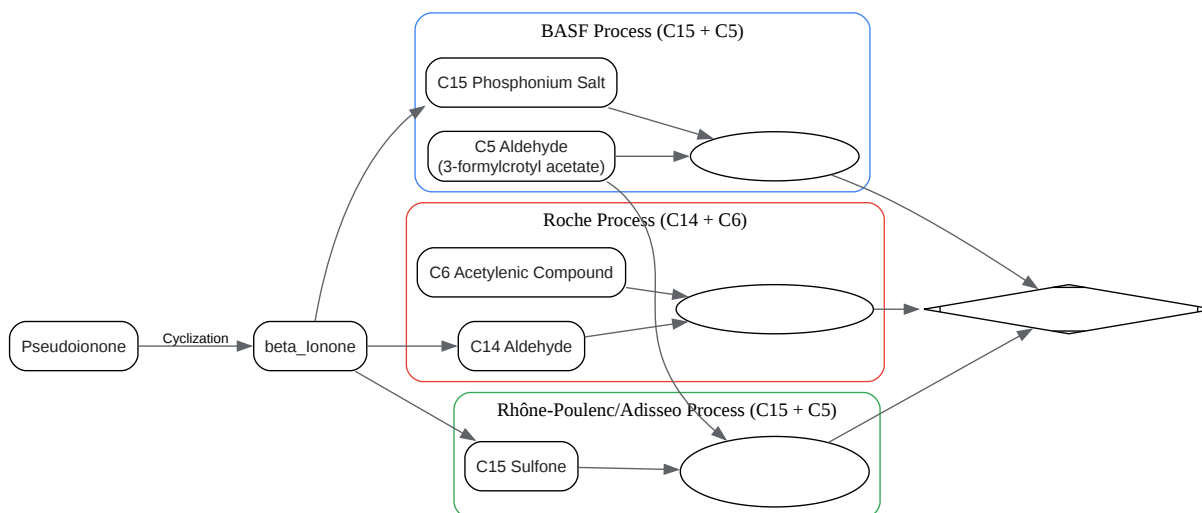 BASF Process (C15 + C5)
C15 Phosphonium Salt
C5 Aldehyde
(3-formylcrotyl acetate)
Roche Process (C14 + C6)
C6 Acetylenic Compound
Pseudoionone
Cyclization
beta_Ionone
C14 Aldehyde
Rhône-Poulenc/Adisseo Process (C15 + C5)
C15 Sulfone